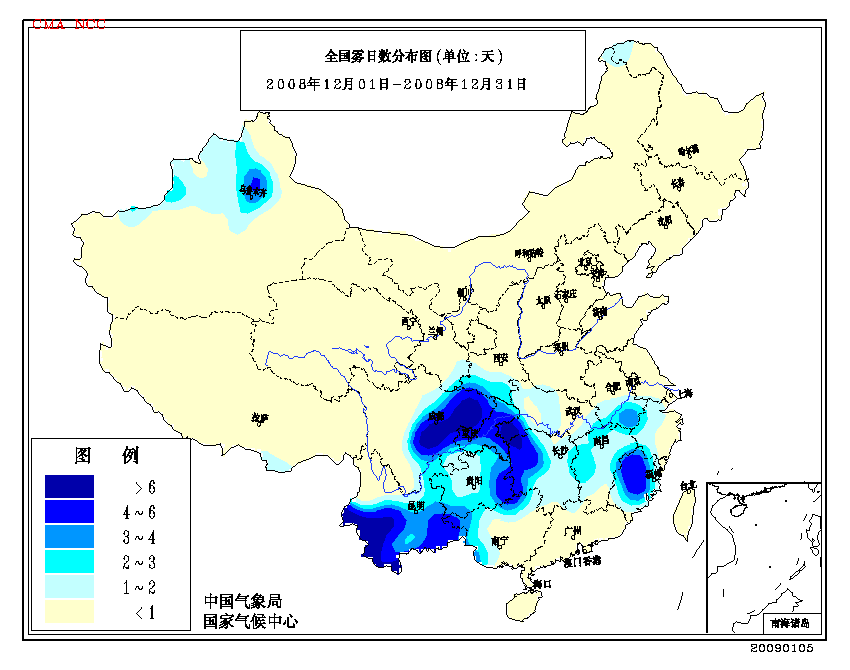 CMA NCC
全国雾日数分布图(单位:天)
2008年12月01日-2008年12月31日
哈尔滨
长春
沈阳
乌鲁木齐
呼和浩特
北京
天津
银川
太原
石家庄
济南
西宁
兰州
郑州
西安
合肥
南京
上海
拉萨
成都
武汉
长沙
南昌
贵阳
福州
台北
昆明
南宁
广州
澳门 香港
海口
图 例
>6
4~6
3~4
2~3
1~2
<1
中国气象局
国家气候中心
南海诸岛
20090105